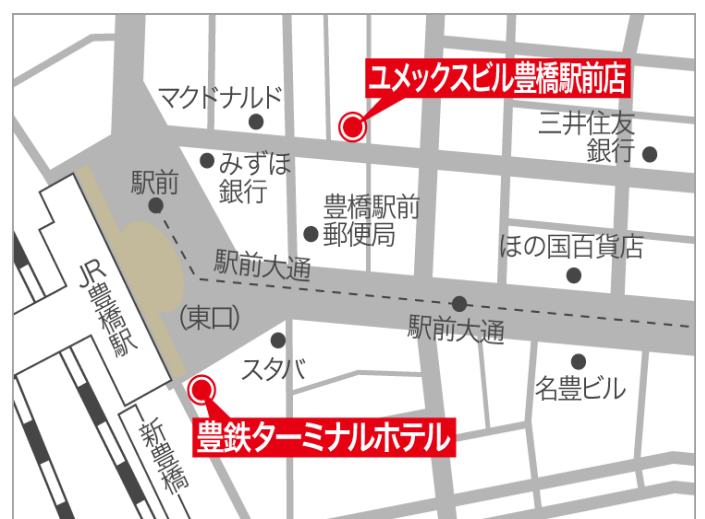 ユメックスビル豊橋駅前店
マクドナルド
三井住友
銀行
みずほ
銀行
駅前
豊橋駅前
郵便局
ほの国百貨店
駅前大通
JR豊橋駅
(東口)
駅前大通
スタバ
名豊ビル
豊鉄ターミナルホテル
新豊橋